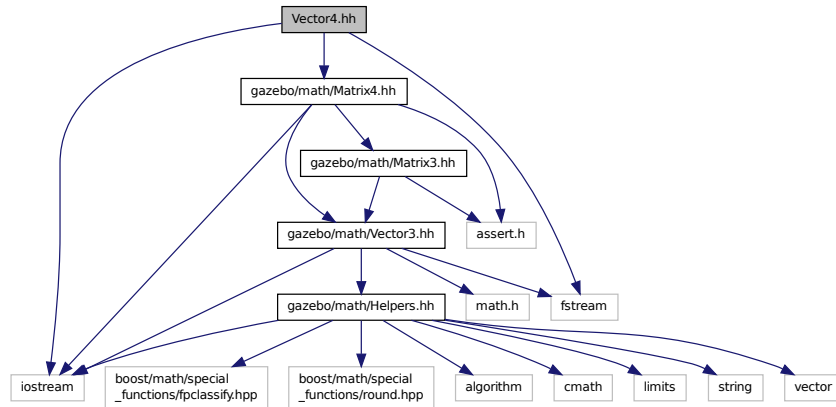 Vector4.hh
gazebo/math/Matrix4.hh
gazebo/math/Matrix3.hh
gazebo/math/Vector3.hh
assert.h
gazebo/math/Helpers.hh
math.h
fstream
iostream
boost/math/special
_functions/fpclassify.hpp
boost/math/special
_functions/round.hpp
algorithm
cmath
limits
string
vector